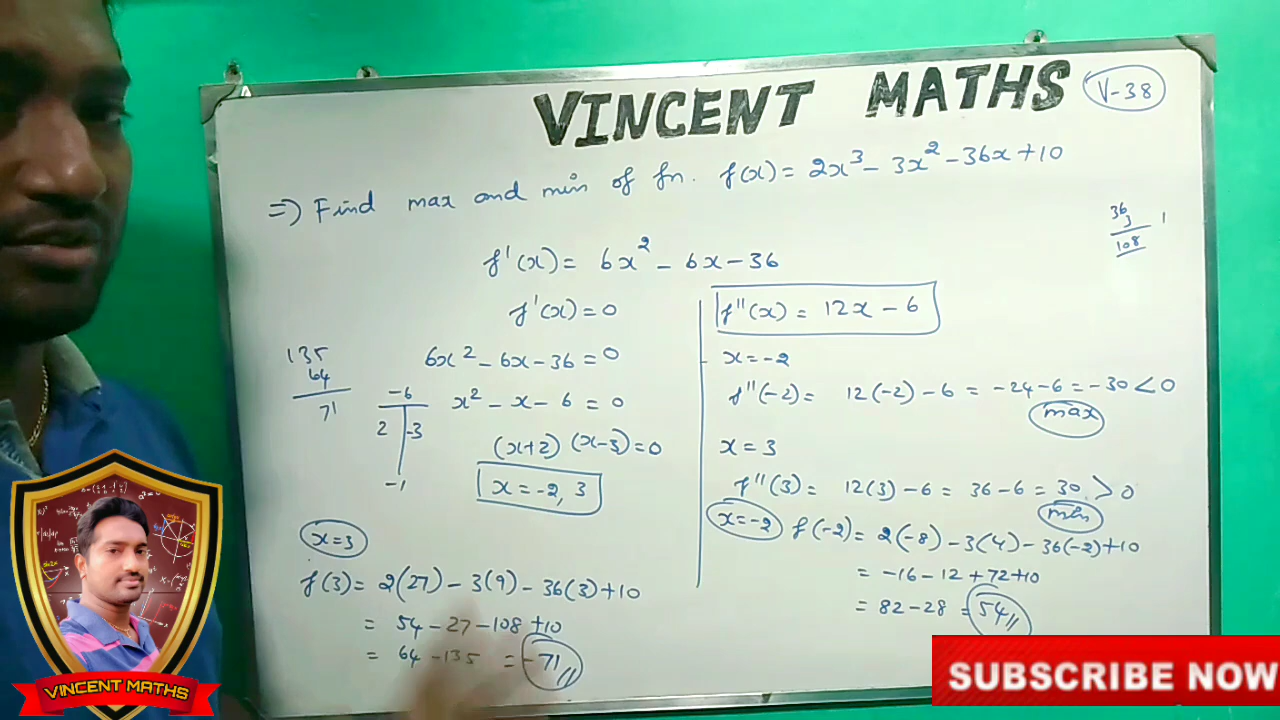 VINCENT MATHS V-38
=) Find max and min of fn. f(x) = 2x³ - 3x² - 36x + 10
36
3
108
f'(x) = 6x² - 6x - 36
f'(x) = 0
6x² - 6x - 36 = 0
x² - x - 6 = 0
(x+2) (x-3) = 0
x = -2, 3
135
64
71
-6
2 -3
-1
f''(x) = 12x - 6
x = -2
f''(-2) = 12(-2) - 6 = -24 - 6 = -30 < 0
max
x = 3
f''(3) = 12(3) - 6 = 36 - 6 = 30 > 0
min
x = -2 f(-2) = 2(-8) - 3(4) - 36(-2) + 10
= -16 - 12 + 72 + 10
= 82 - 28 = 54//
x = 3
f(3) = 2(27) - 3(9) - 36(3) + 10
= 54 - 27 - 108 + 10
= 64 - 135 = -71//
VINCENT MATHS
SUBSCRIBE NOW